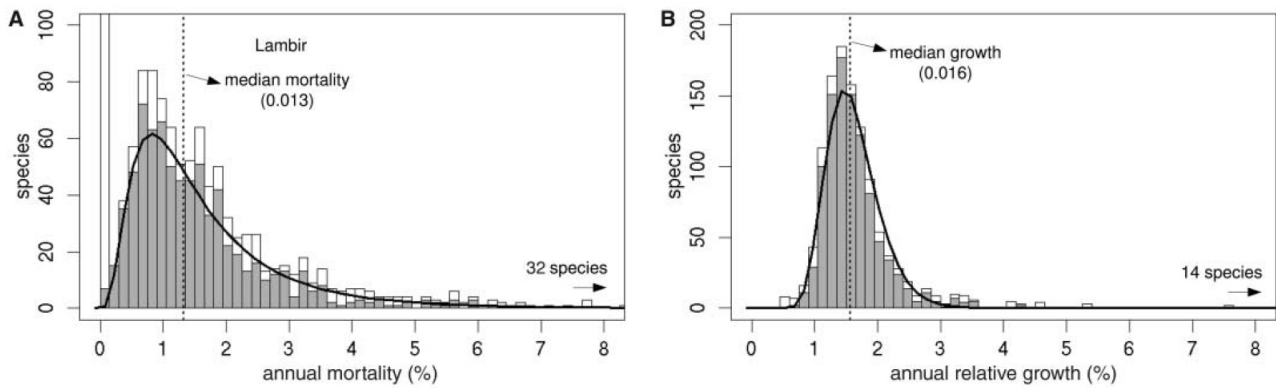 A
Lambir
median mortality
(0.013)
32 species
species
0
20
40
60
80
100
0 1 2 3 4 5 6 7 8
annual mortality (%)
B
median growth
(0.016)
14 species
species
0
50
100
150
200
0 1 2 3 4 5 6 7 8
annual relative growth (%)